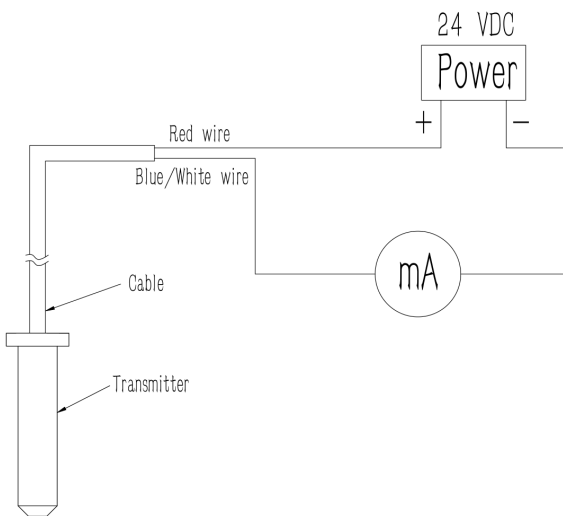 24 VDC
Power
+ −
Red wire
Blue/White wire
mA
Cable
Transmitter